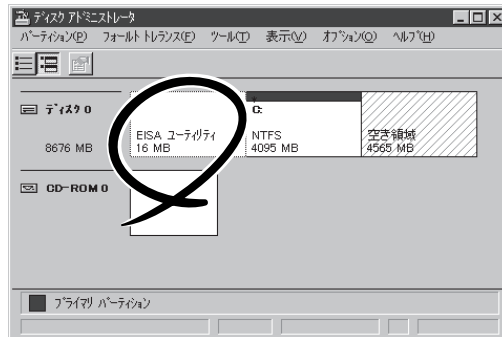 ディスク アドミニストレータ
パーティション(P) フォールト トレランス(F) ツール(T) 表示(V) オプション(O) ヘルプ(H)
ディスク 0
8676 MB
EISA ユーティリティ
16 MB
C:
NTFS
4095 MB
空き領域
4565 MB
CD-ROM 0
プライマリ パーティション